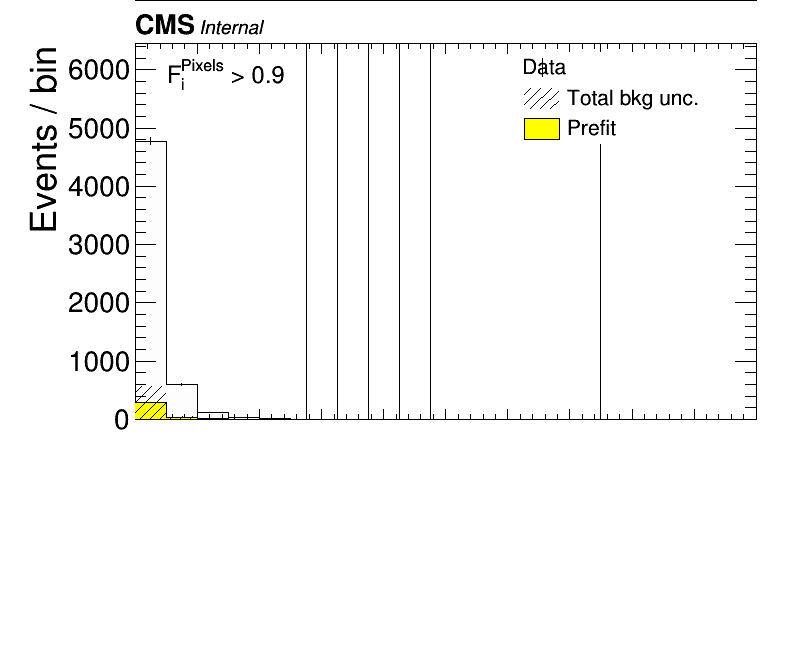 CMS Internal
Events / bin
F_i^Pixels > 0.9
Data
Total bkg unc.
Prefit
6000
5000
4000
3000
2000
1000
0